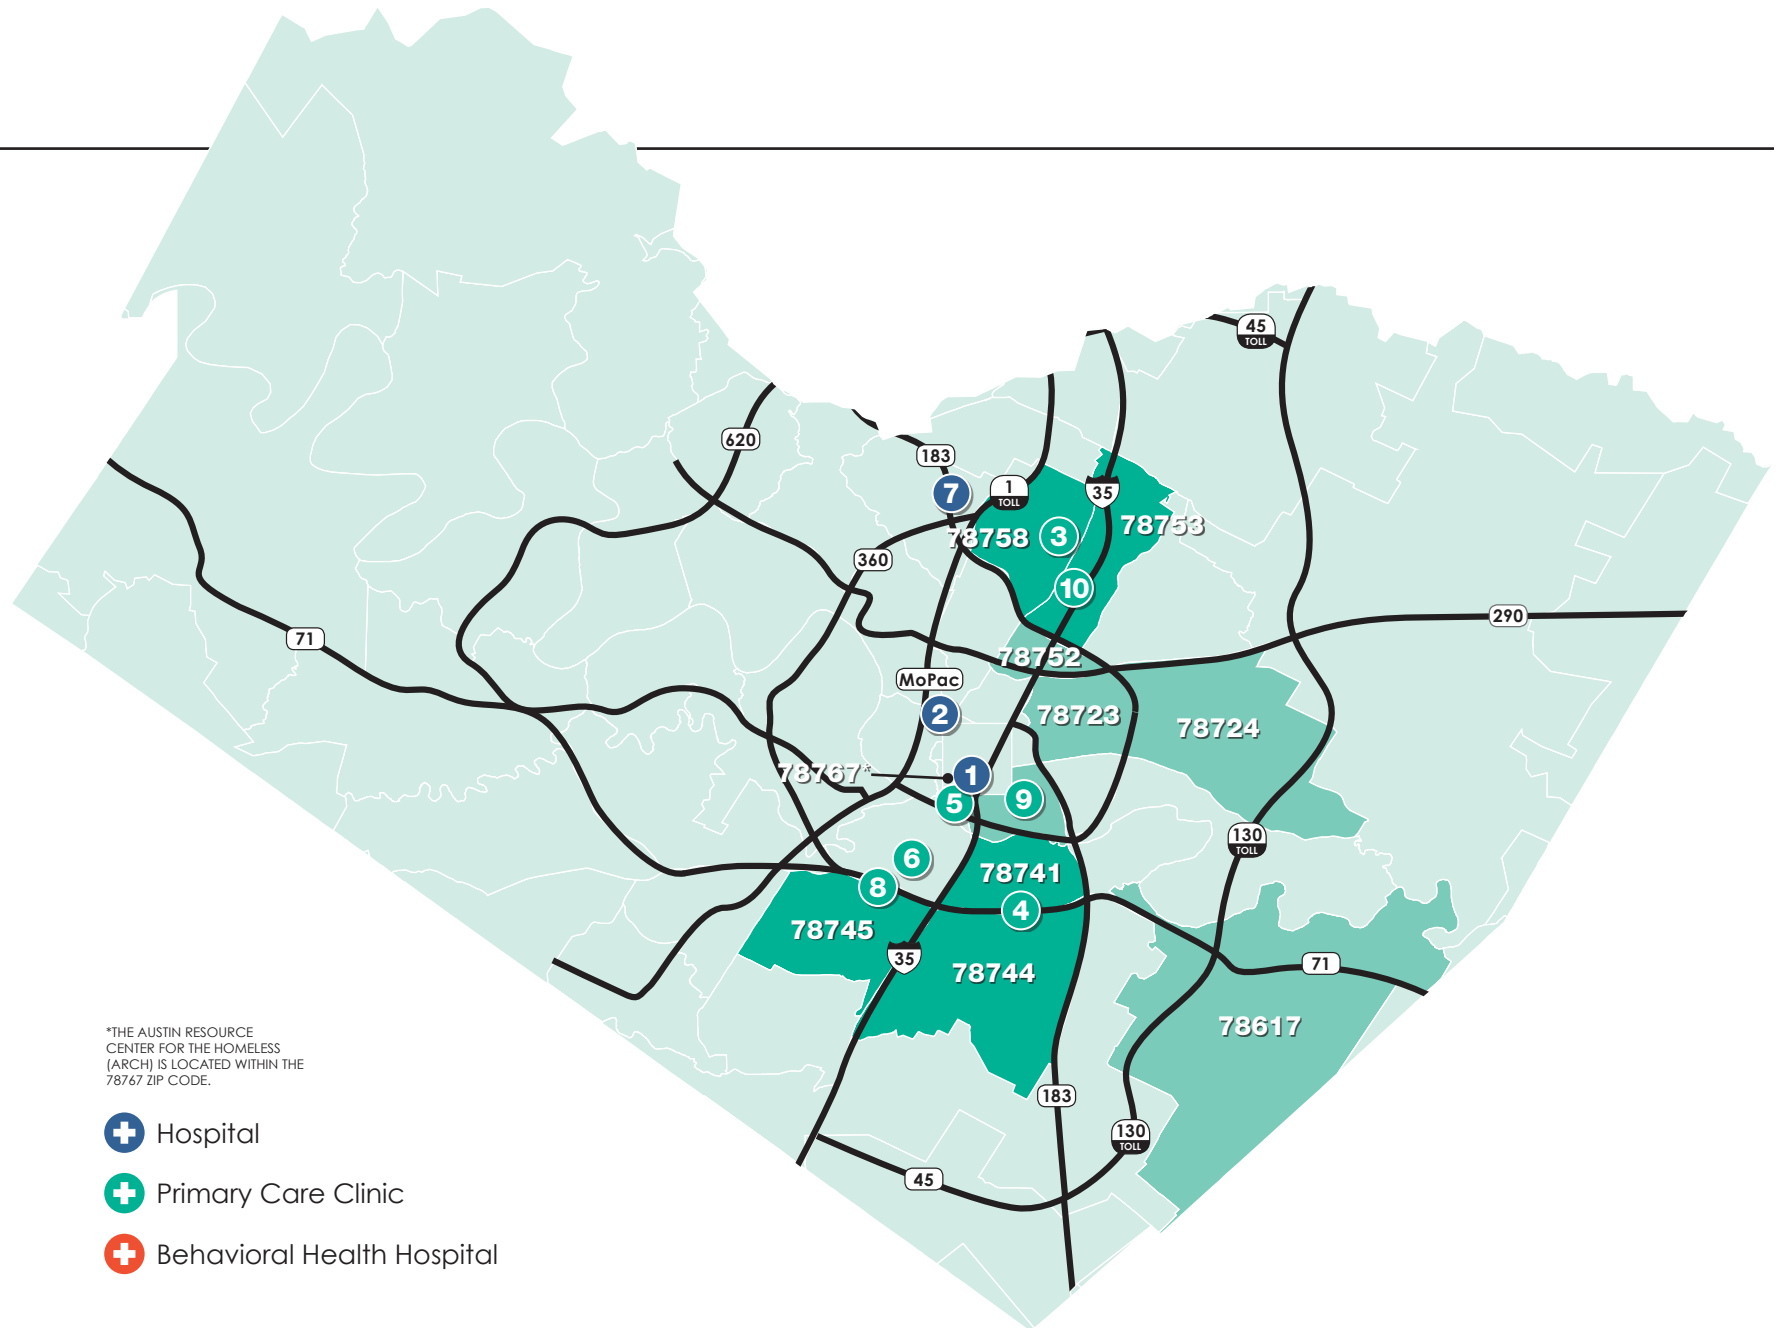 45
TOLL
620
183
7
1
TOLL
35
78753
78758
3
360
10
290
71
78752
MoPac
2
78723
78724
78767*
1
5
9
130
TOLL
6
78741
8
4
78745
35
71
78744
78617
*THE AUSTIN RESOURCE
CENTER FOR THE HOMELESS
(ARCH) IS LOCATED WITHIN THE
78767 ZIP CODE.
183
Hospital
130
TOLL
45
Primary Care Clinic
Behavioral Health Hospital